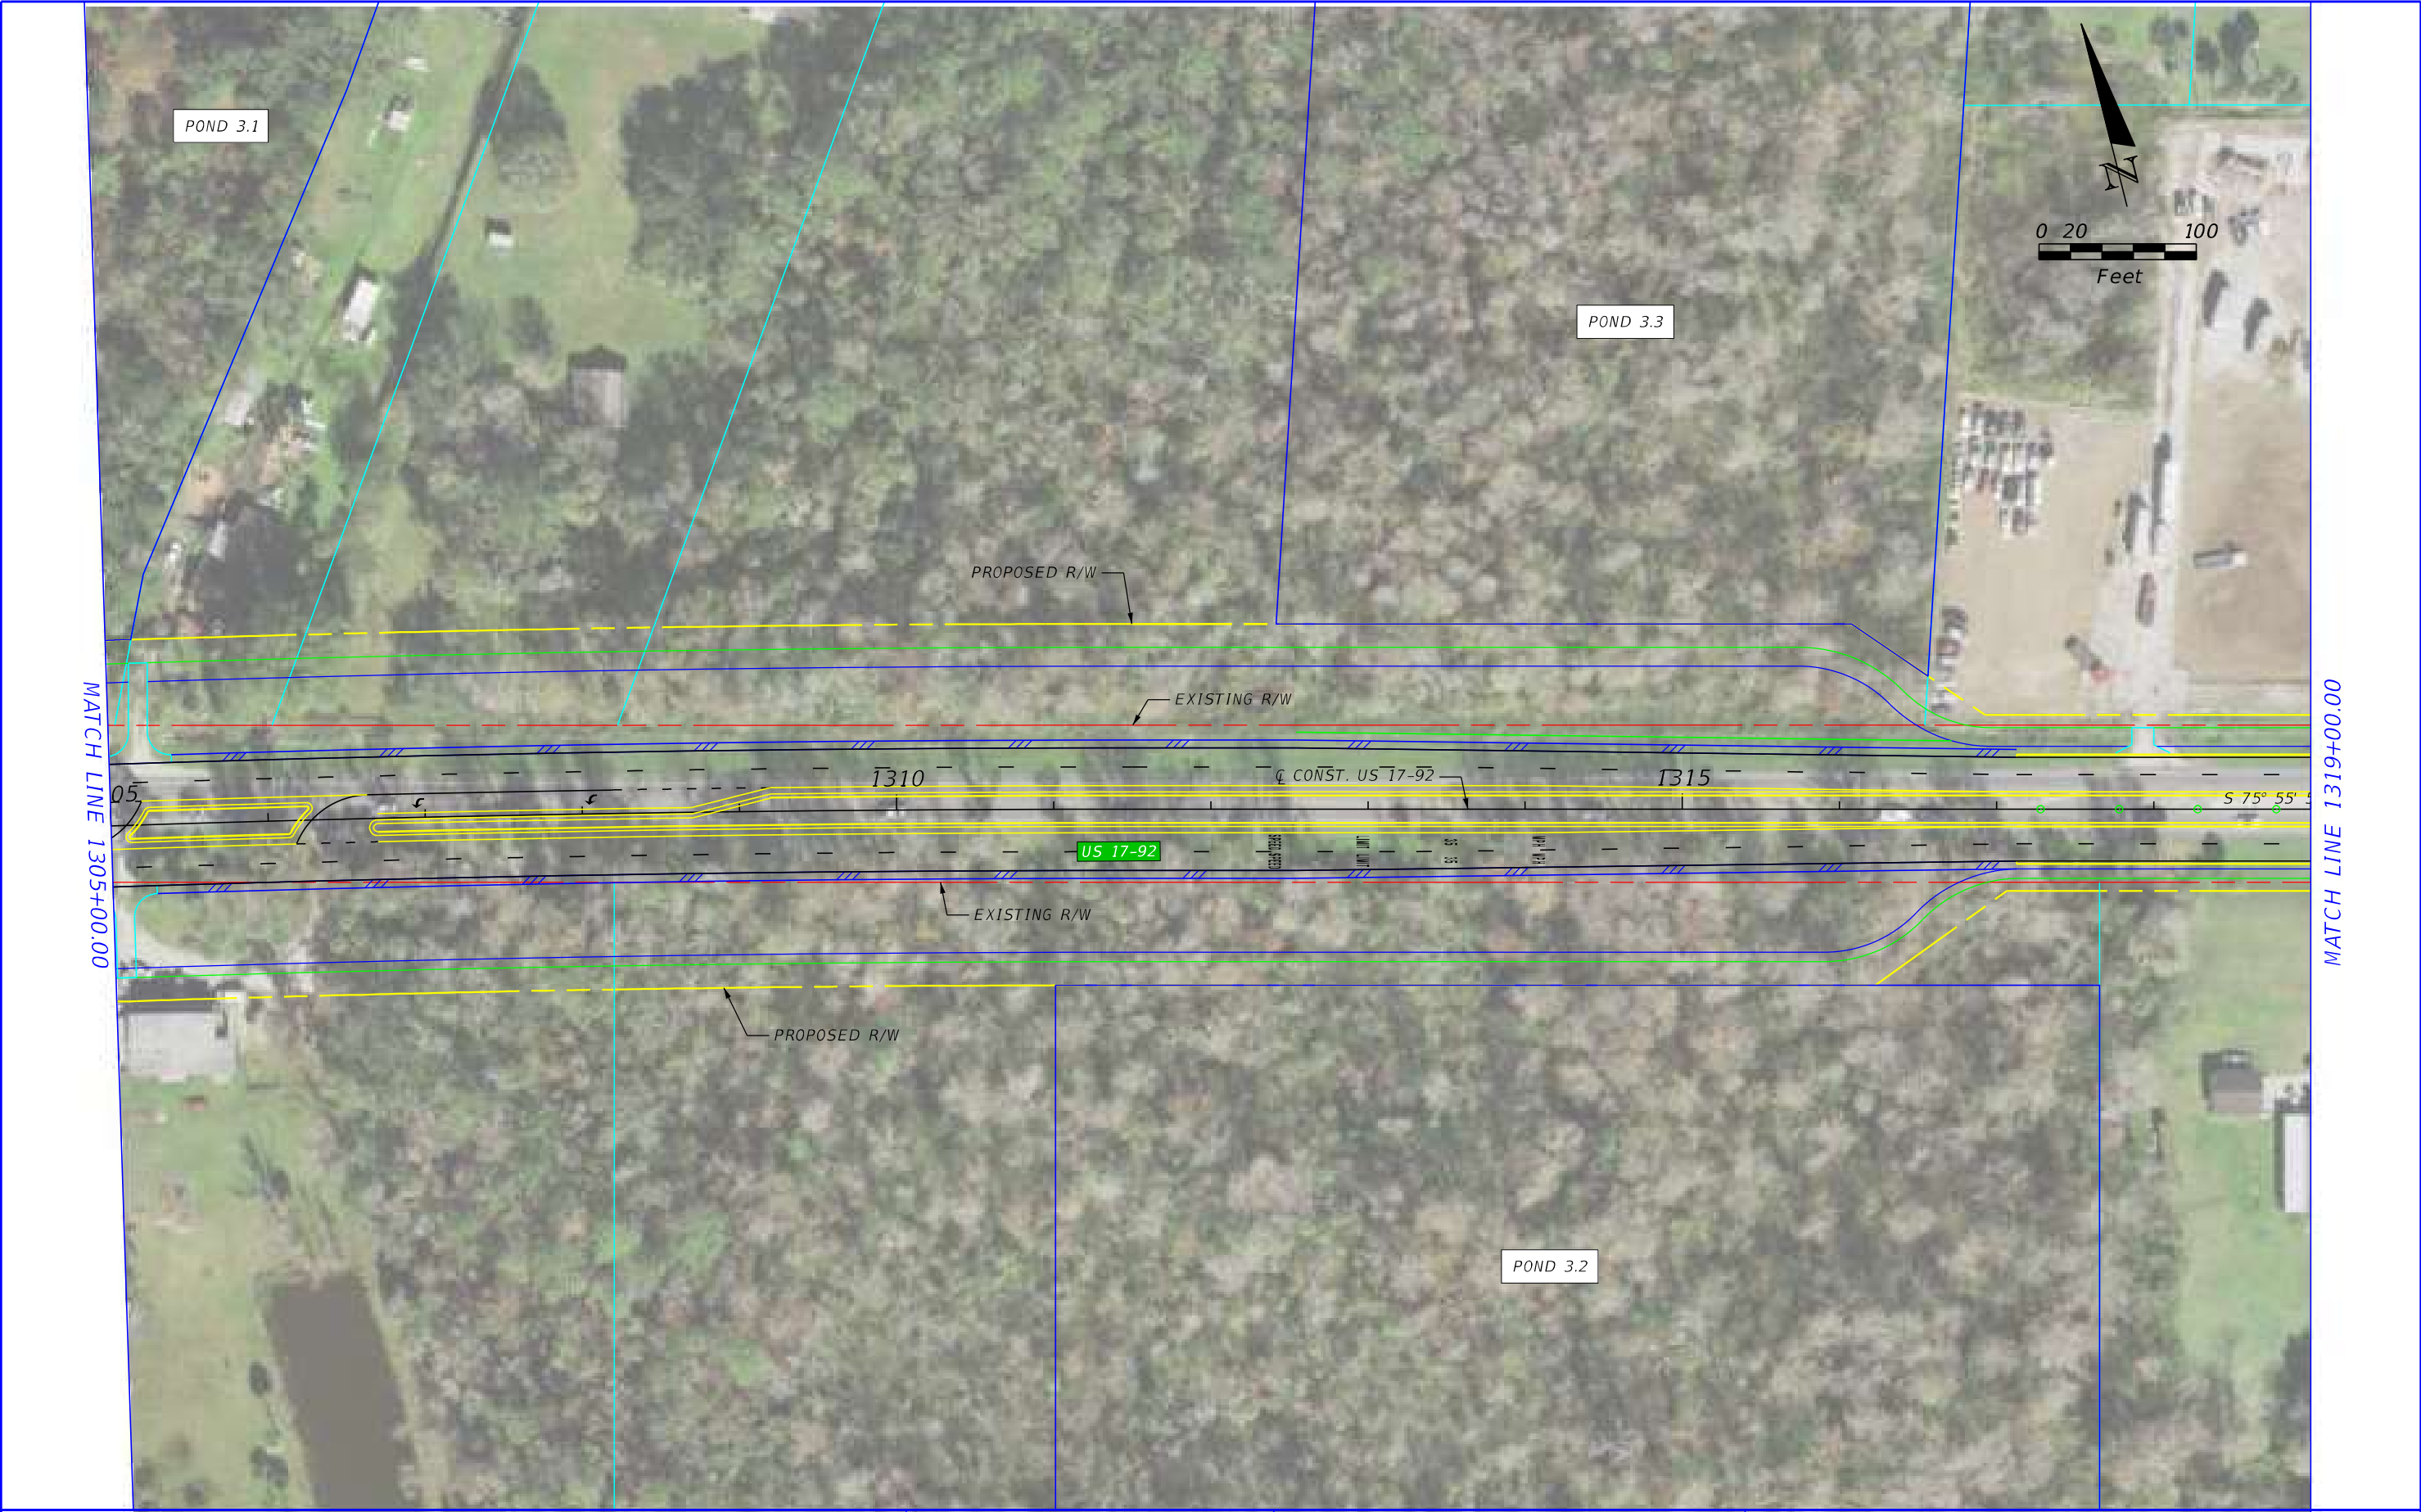 POND 3.1
0 20 100
Feet
N
POND 3.3
PROPOSED R/W
EXISTING R/W
MATCH LINE 1305+00.00
MATCH LINE 1319+00.00
05
1310
℄ CONST. US 17-92
1315
S 75° 55'
US 17-92
EXISTING R/W
PROPOSED R/W
POND 3.2